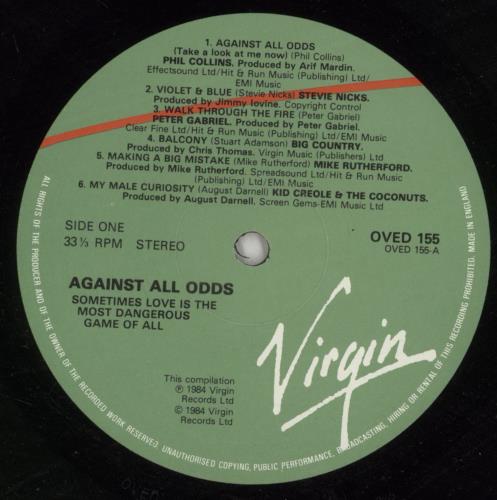 1. AGAINST ALL ODDS
(Take a look at me now) (Phil Collins)
PHIL COLLINS. Produced by Arif Mardin.
Effectsound Ltd/Hit & Run Music (Publishing) Ltd/
EMI Music
2. VIOLET & BLUE (Stevie Nicks) STEVIE NICKS.
Produced by Jimmy Iovine. Copyright Control
3. WALK THROUGH THE FIRE (Peter Gabriel)
PETER GABRIEL. Produced by Peter Gabriel.
Clear Fine Ltd/Hit & Run Music (Publishing) Ltd/EMI Music
4. BALCONY (Stuart Adamson) BIG COUNTRY.
Produced by Chris Thomas. Virgin Music (Publishers) Ltd
5. MAKING A BIG MISTAKE (Mike Rutherford) MIKE RUTHERFORD.
Produced by Mike Rutherford. Spreadsound Ltd/Hit & Run Music
(Publishing) Ltd/EMI Music
6. MY MALE CURIOSITY (August Darnell) KID CREOLE & THE COCONUTS.
Produced by August Darnell. Screen Gems-EMI Music Ltd
SIDE ONE
33⅓ RPM STEREO
OVED 155
OVED 155-A
AGAINST ALL ODDS
SOMETIMES LOVE IS THE
MOST DANGEROUS
GAME OF ALL
Virgin
This compilation
℗ 1984 Virgin
Records Ltd
© 1984 Virgin
Records Ltd
ALL RIGHTS OF THE PRODUCER AND OF THE OWNER OF THE RECORDED WORK RESERVED. UNAUTHORISED COPYING, PUBLIC PERFORMANCE, BROADCASTING, HIRING OR RENTAL OF THIS RECORDING PROHIBITED. MADE IN ENGLAND